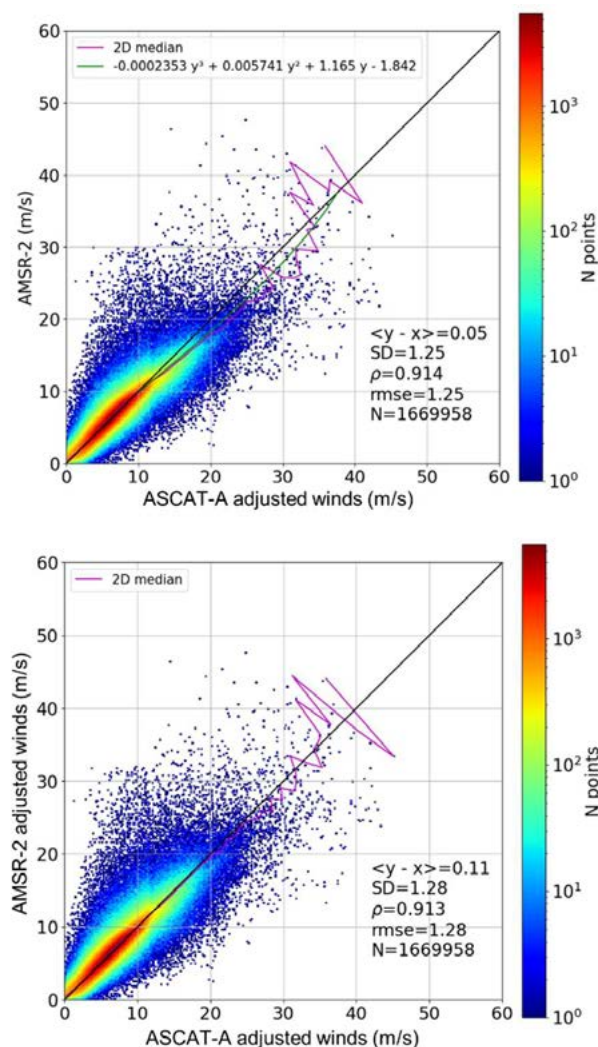 60
50
40
30
20
10
0
AMSR-2 (m/s)
2D median
-0.0002353 y³ + 0.005741 y² + 1.165 y - 1.842
<y - x>=0.05
SD=1.25
ρ=0.914
rmse=1.25
N=1669958
0 10 20 30 40 50 60
ASCAT-A adjusted winds (m/s)
10³
10²
10¹
10⁰
N points
60
50
40
30
20
10
0
AMSR-2 adjusted winds (m/s)
2D median
<y - x>=0.11
SD=1.28
ρ=0.913
rmse=1.28
N=1669958
0 10 20 30 40 50 60
ASCAT-A adjusted winds (m/s)
10³
10²
10¹
10⁰
N points